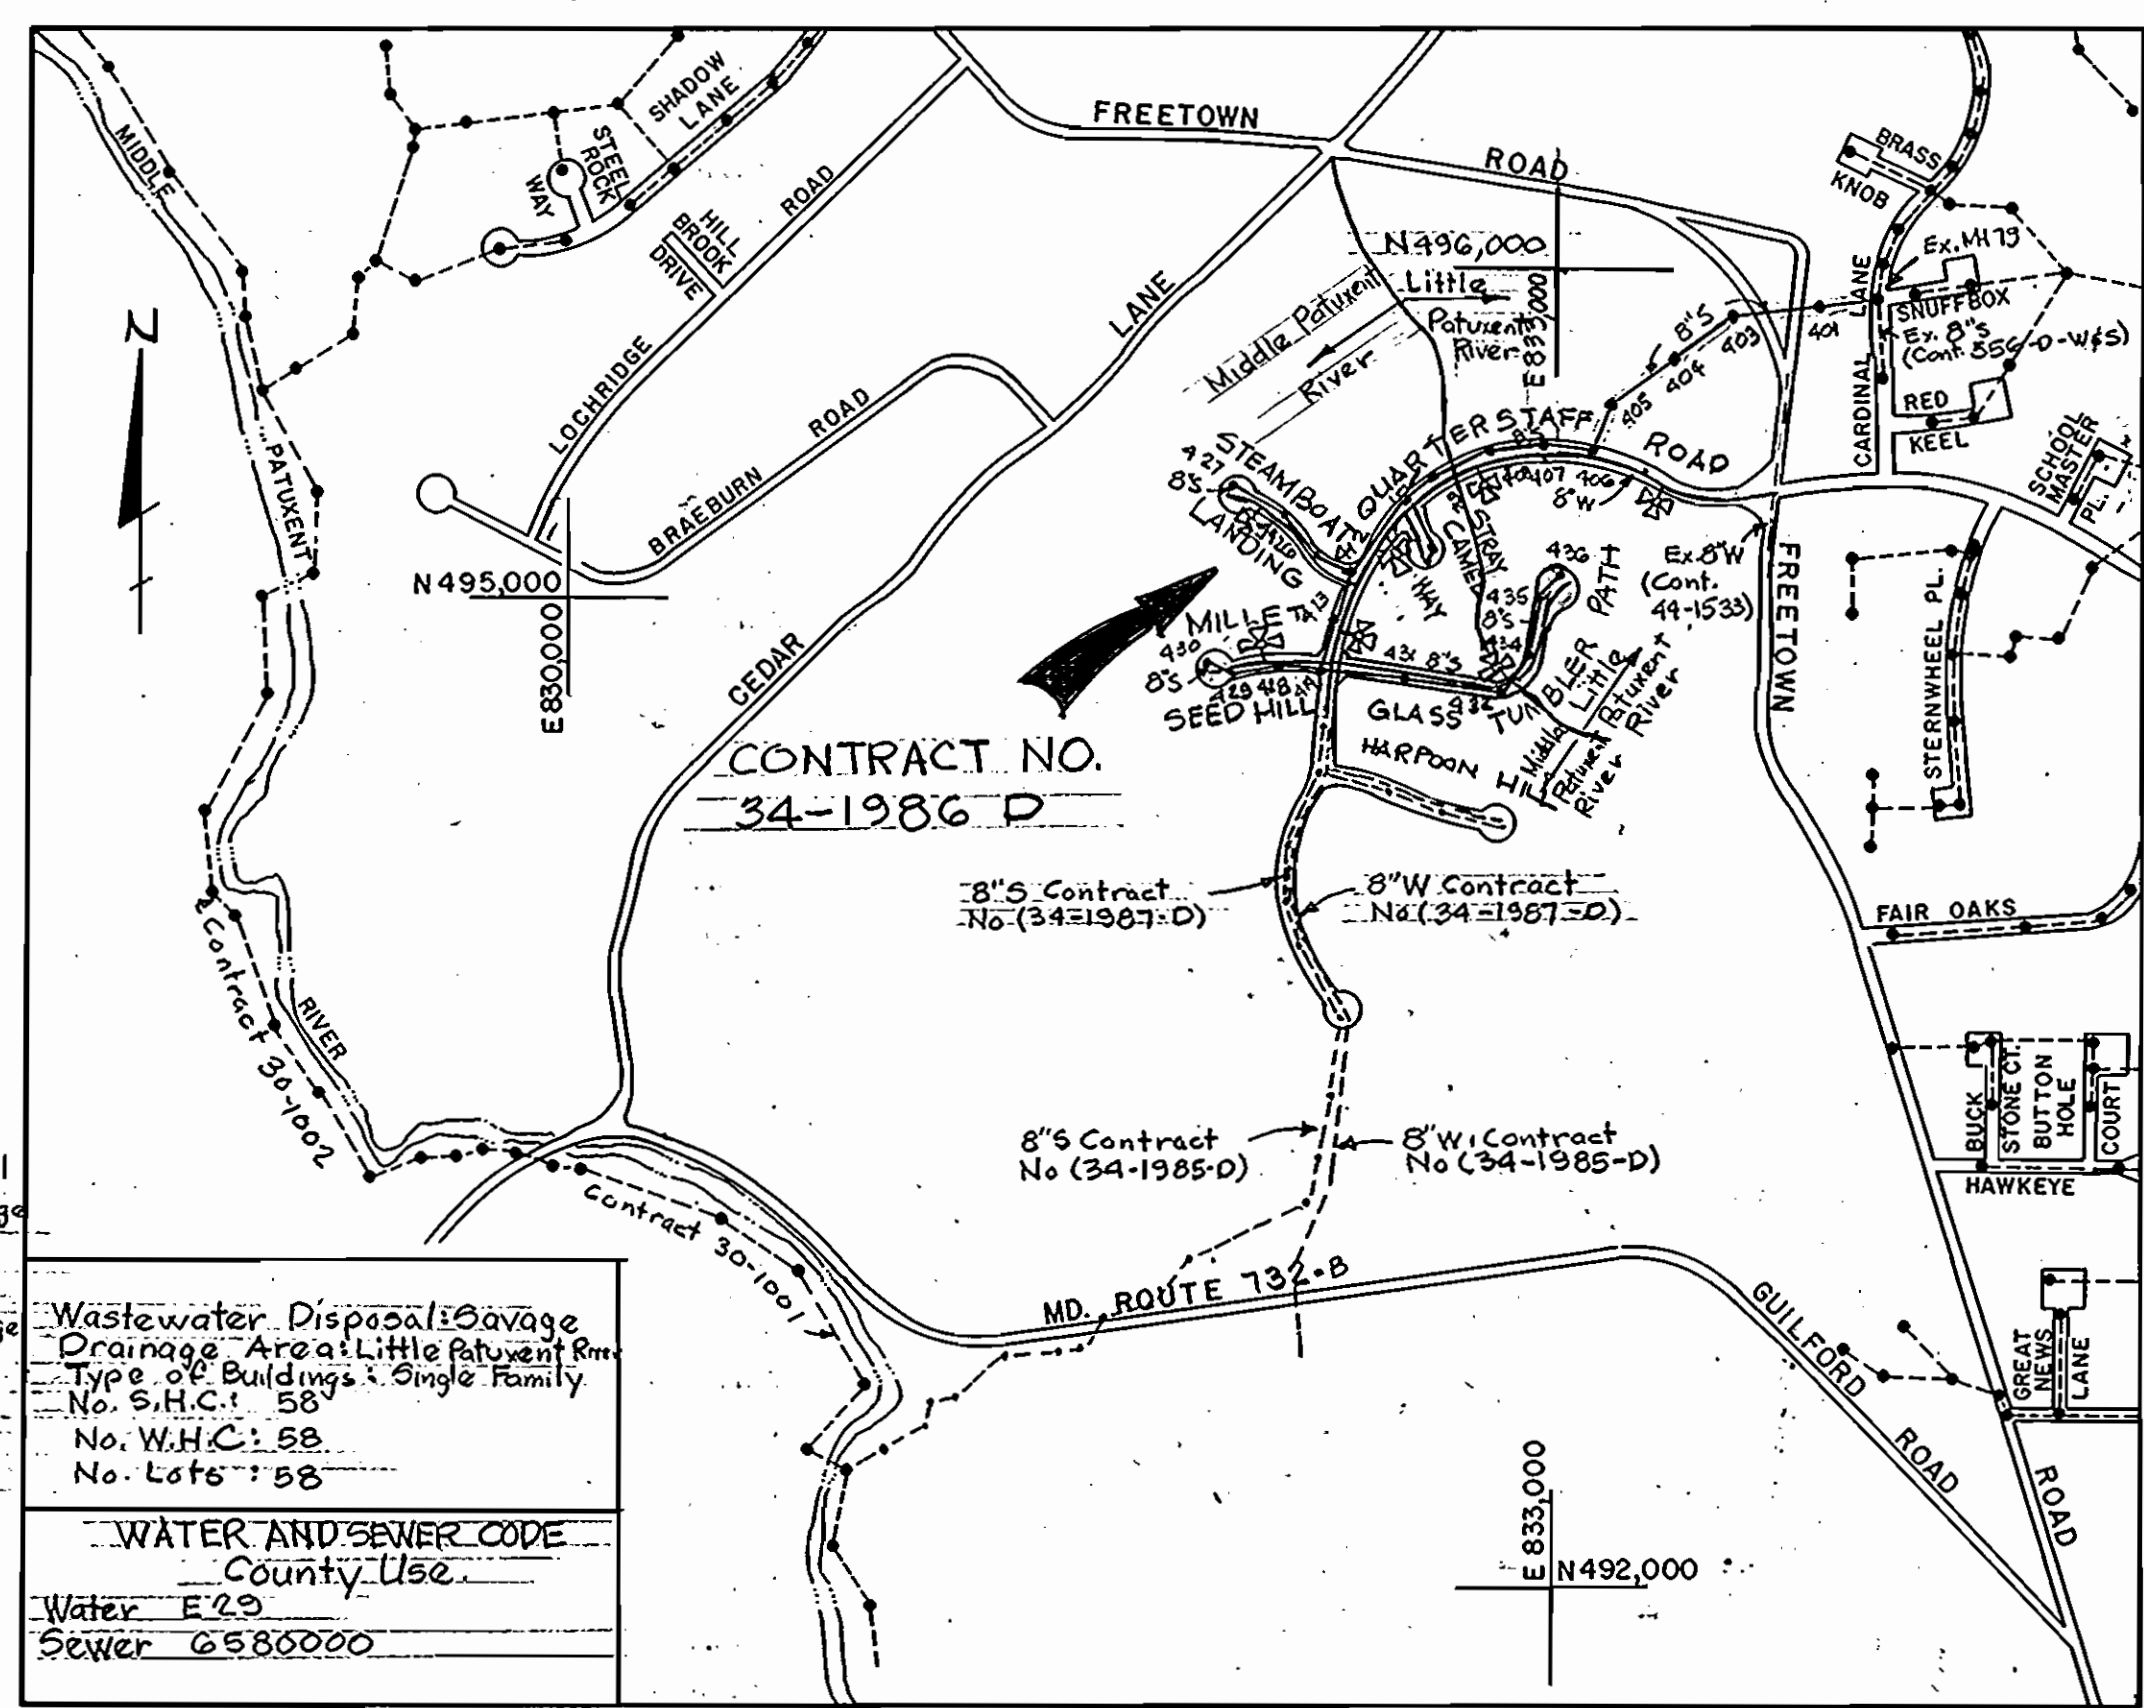 SHADOW
LANE
STEEL
ROCK
WAY
HILL
BROOK
DRIVE
LOCHRIDGE ROAD
FREETOWN ROAD
MIDDLE PATUXENT RIVER
N
BRAEBURN ROAD
CEDAR LANE
N495,000
E830,000
N496,000
E833,000
Little
Patuxent
River
Middle Patuxent
River
BRASS
KNOB
Ex. MH 79
SNUFFBOX
Ex. 8"S
(Cont. 556-D-W&S)
CARDINAL LANE
RED
KEEL
SCHOOL
MASTER
PL.
8"S
401
403
404
405
QUARTERSTAFF ROAD
8"S
407 406
8"W
427
8"S
STEAMBOAT
LANDING
412
STRAY
CAMEL
WAY
436
435
8"S
434
PATH
Ex. 8"W
(Cont.
44-1533)
FREETOWN
STERNWHEEL PL.
MILLET
413
430
8"S
429
SEED HILL
431 8"S
432
GLASS TUMBLER
Little
Patuxent
River
Middle
Patuxent
River
HARPOON HILL
CONTRACT NO.
34-1986 D
8"S Contract
No (34-1987-D)
8"W Contract
No (34-1987-D)
FAIR OAKS
Contract 30-1002
8"S Contract
No (34-1985-D)
8"W Contract
No (34-1985-D)
BUCK
STONE CT.
BUTTON
HOLE
COURT
HAWKEYE
Contract 30-1001
MD. ROUTE 732-B
GUILFORD ROAD
GREAT
NEWS
LANE
ROAD
E 833,000
N492,000
Wastewater Disposal: Savage
Drainage Area: Little Patuxent River
Type of Buildings: Single Family
No. S.H.C.: 58
No. W.H.C: 58
No. Lots : 58
WATER AND SEWER CODE
County Use
Water E29
Sewer 6580000